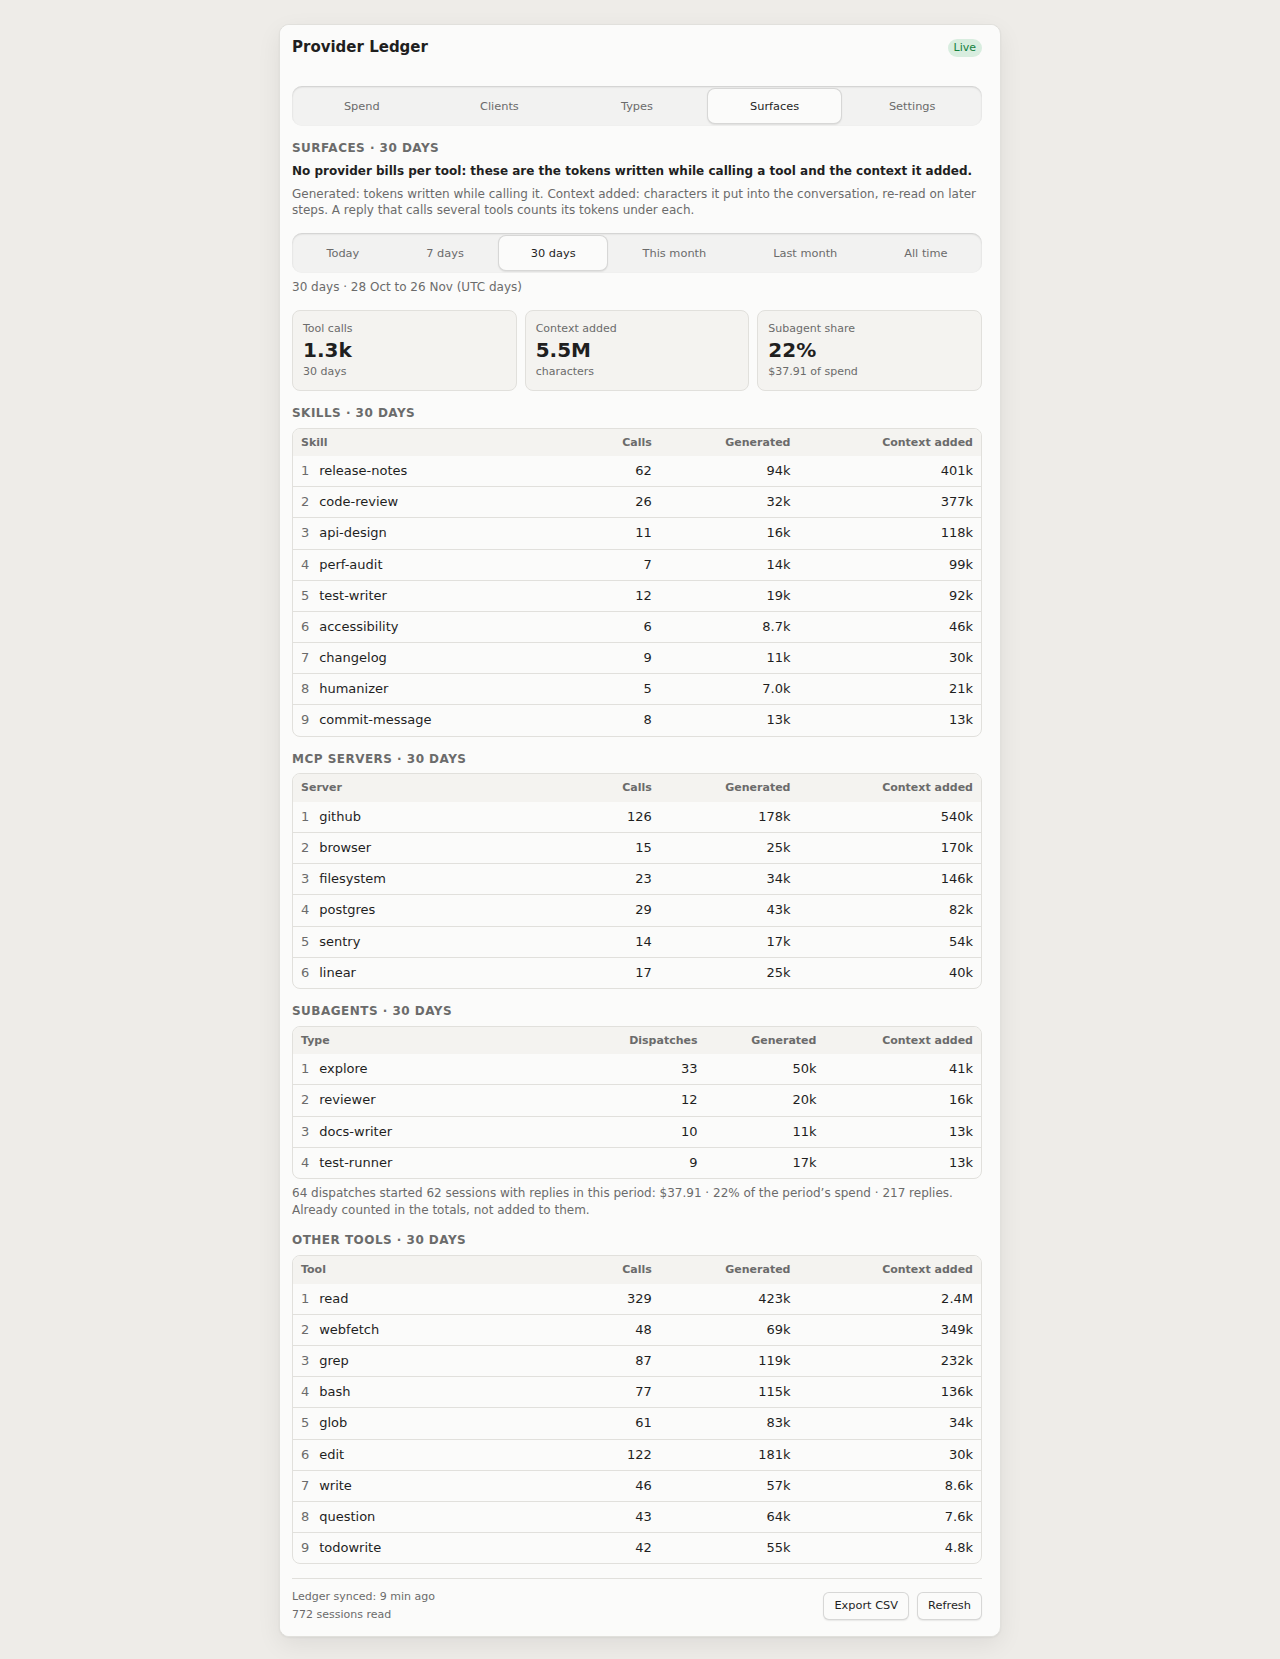 Provider Ledger
Live
Spend Clients Types Surfaces Settings
SURFACES · 30 DAYS
No provider bills per tool: these are the tokens written while calling a tool and the context it added.
Generated: tokens written while calling it. Context added: characters it put into the conversation, re-read on later
steps. A reply that calls several tools counts its tokens under each.
Today 7 days 30 days This month Last month All time
30 days · 28 Oct to 26 Nov (UTC days)
Tool calls
1.3k
30 days
Context added
5.5M
characters
Subagent share
22%
$37.91 of spend
SKILLS · 30 DAYS
Skill Calls Generated Context added
1 release-notes 62 94k 401k
2 code-review 26 32k 377k
3 api-design 11 16k 118k
4 perf-audit 7 14k 99k
5 test-writer 12 19k 92k
6 accessibility 6 8.7k 46k
7 changelog 9 11k 30k
8 humanizer 5 7.0k 21k
9 commit-message 8 13k 13k
MCP SERVERS · 30 DAYS
Server Calls Generated Context added
1 github 126 178k 540k
2 browser 15 25k 170k
3 filesystem 23 34k 146k
4 postgres 29 43k 82k
5 sentry 14 17k 54k
6 linear 17 25k 40k
SUBAGENTS · 30 DAYS
Type Dispatches Generated Context added
1 explore 33 50k 41k
2 reviewer 12 20k 16k
3 docs-writer 10 11k 13k
4 test-runner 9 17k 13k
64 dispatches started 62 sessions with replies in this period: $37.91 · 22% of the period’s spend · 217 replies.
Already counted in the totals, not added to them.
OTHER TOOLS · 30 DAYS
Tool Calls Generated Context added
1 read 329 423k 2.4M
2 webfetch 48 69k 349k
3 grep 87 119k 232k
4 bash 77 115k 136k
5 glob 61 83k 34k
6 edit 122 181k 30k
7 write 46 57k 8.6k
8 question 43 64k 7.6k
9 todowrite 42 55k 4.8k
Ledger synced: 9 min ago
772 sessions read
Export CSV Refresh